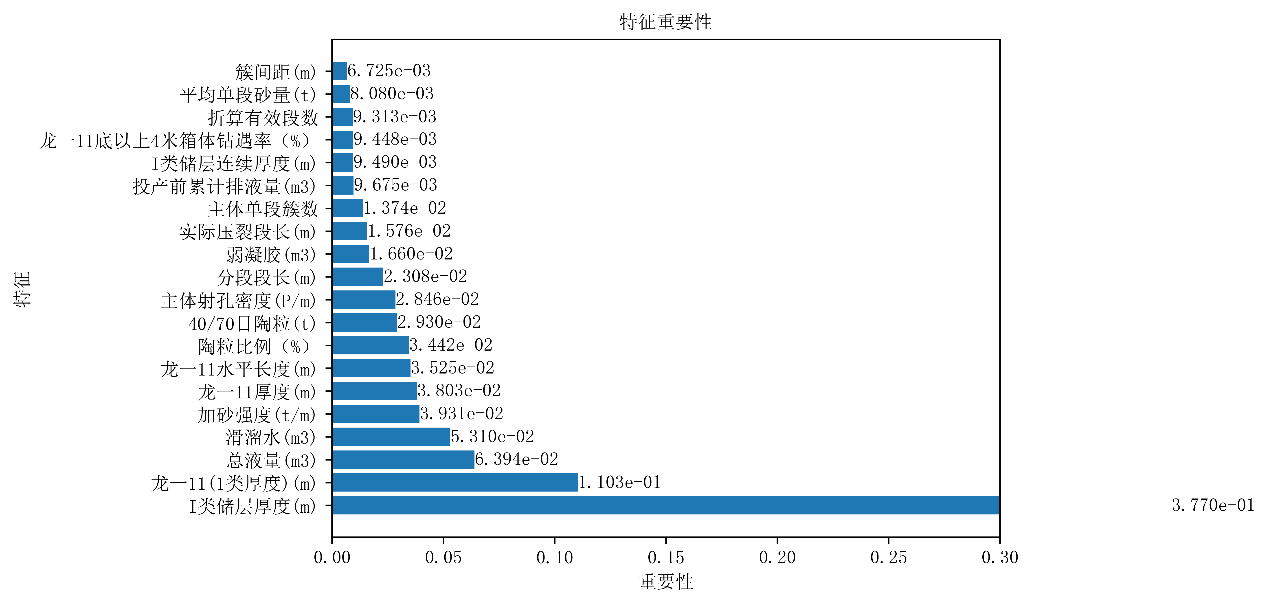 特征重要性
簇间距(m) 6.725e-03
平均单段砂量(t) 8.080e-03
折算有效段数 9.313e-03
龙一11底以上4米箱体钻遇率（%） 9.448e-03
I类储层连续厚度(m) 9.490e 03
投产前累计排液量(m3) 9.675e 03
主体单段簇数 1.374e 02
实际压裂段长(m) 1.576e 02
弱凝胶(m3) 1.660e-02
分段段长(m) 2.308e-02
主体射孔密度(P/m) 2.846e-02
40/70目陶粒(t) 2.930e-02
陶粒比例（%） 3.442e 02
龙一11水平长度(m) 3.525e-02
龙一11厚度(m) 3.803e-02
加砂强度(t/m) 3.931e-02
滑溜水(m3) 5.310e-02
总液量(m3) 6.394e-02
龙一11(1类厚度)(m) 1.103e-01
I类储层厚度(m) 3.770e-01
特征
0.00 0.05 0.10 0.15 0.20 0.25 0.30
重要性